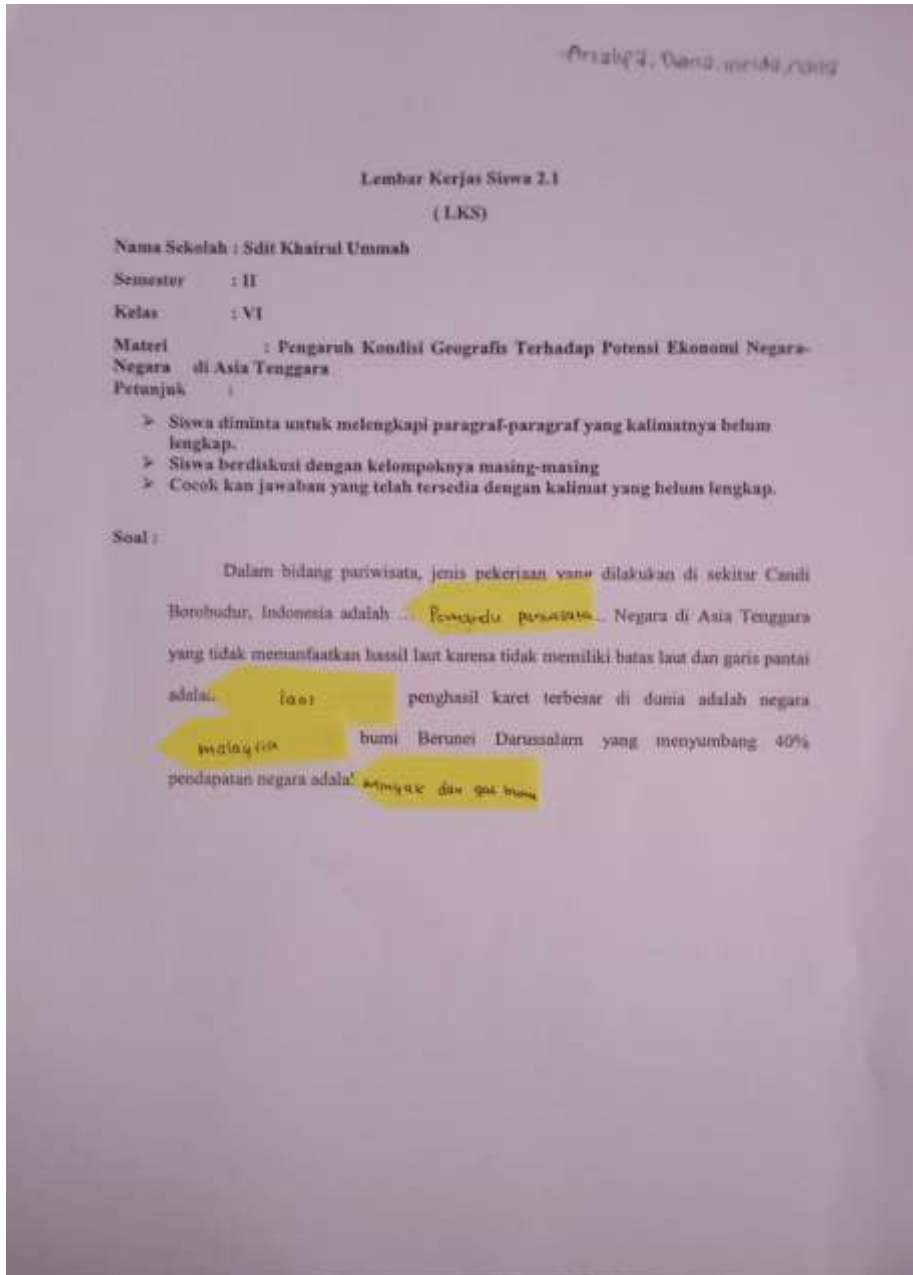 Lembar Kerjas Siswa 2.1
( LKS)
Nama Sekolah : Sdit Khairul Ummah
Semester : II
Kelas : VI
Materi : Pengaruh Kondisi Geografis Terhadap Potensi Ekonomi Negara-
Negara di Asia Tenggara
Petunjuk :
➢ Siswa diminta untuk melengkapi paragraf-paragraf yang kalimatnya belum
lengkap.
➢ Siswa berdiskusi dengan kelompoknya masing-masing
➢ Cocok kan jawaban yang telah tersedia dengan kalimat yang belum lengkap.
Soal :
Dalam bidang pariwisata, jenis pekerjaan yang dilakukan di sekitar Candi
Borobudur, Indonesia adalah ... Pemandu .. Negara di Asia Tenggara
yang tidak memanfaatkan hassil laut karena tidak memiliki batas laut dan garis pantai
adala.. laos penghasil karet terbesar di dunia adalah negara
malaysia bumi Berunei Darussalam yang menyumbang 40%
pendapatan negara adala minyak dan gas bumi